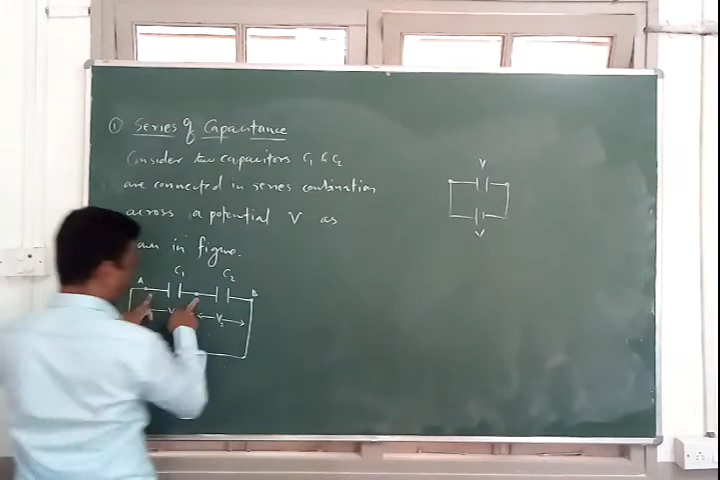 ① Series of Capacitance
Consider two capacitors C₁ & C₂
are connected in series combination
across a potential V as
in figure.
C₁ C₂
A B
V₂
V
V